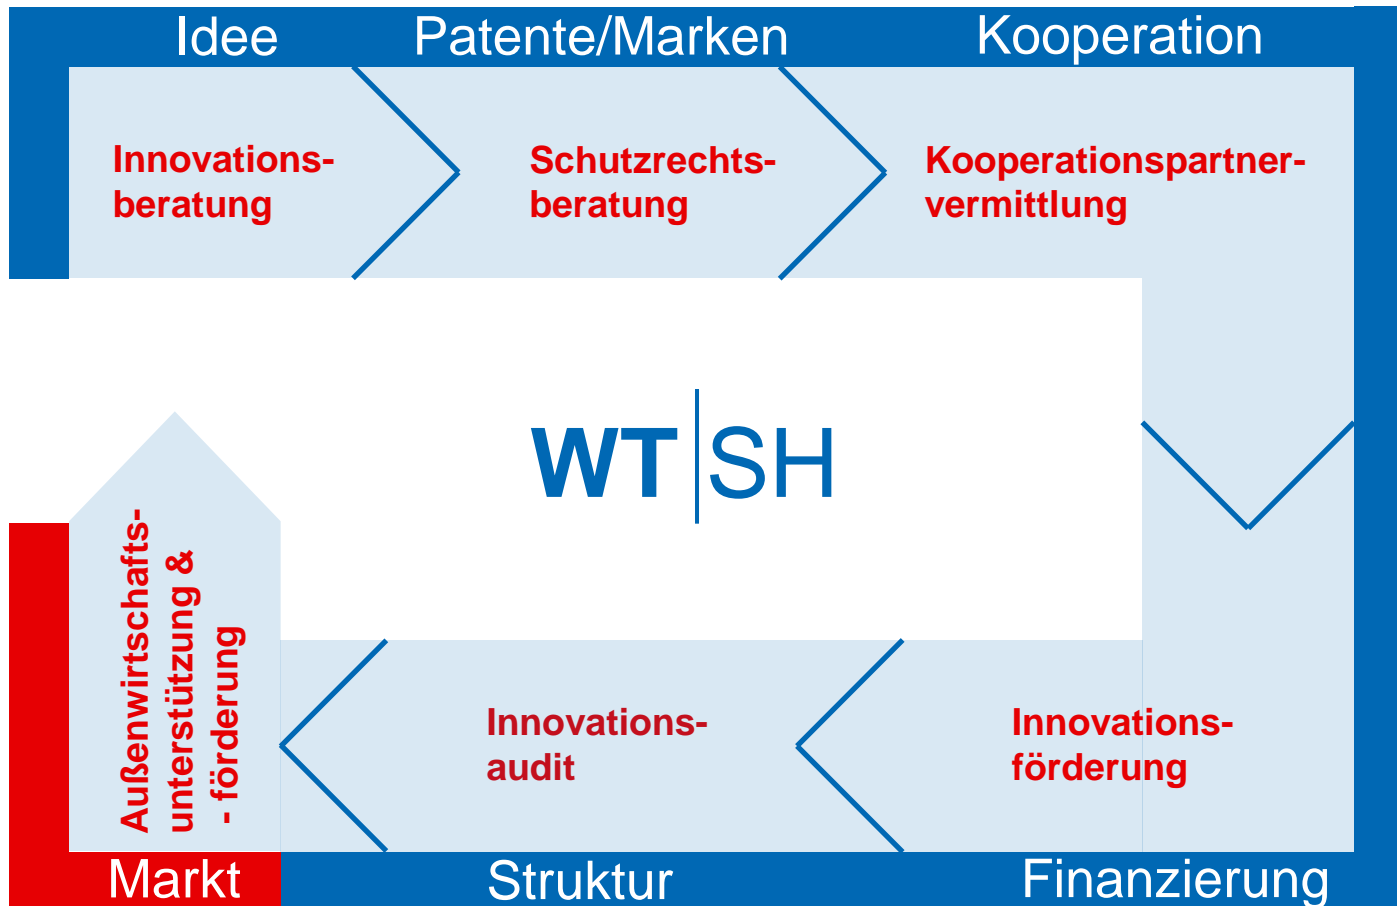 Idee
Patente/Marken
Kooperation
Innovations-
beratung
Schutzrechts-
beratung
Kooperationspartner-
vermittlung
WT|SH
Außenwirtschafts-
unterstützung &
- förderung
Innovations-
audit
Innovations-
förderung
Markt
Struktur
Finanzierung